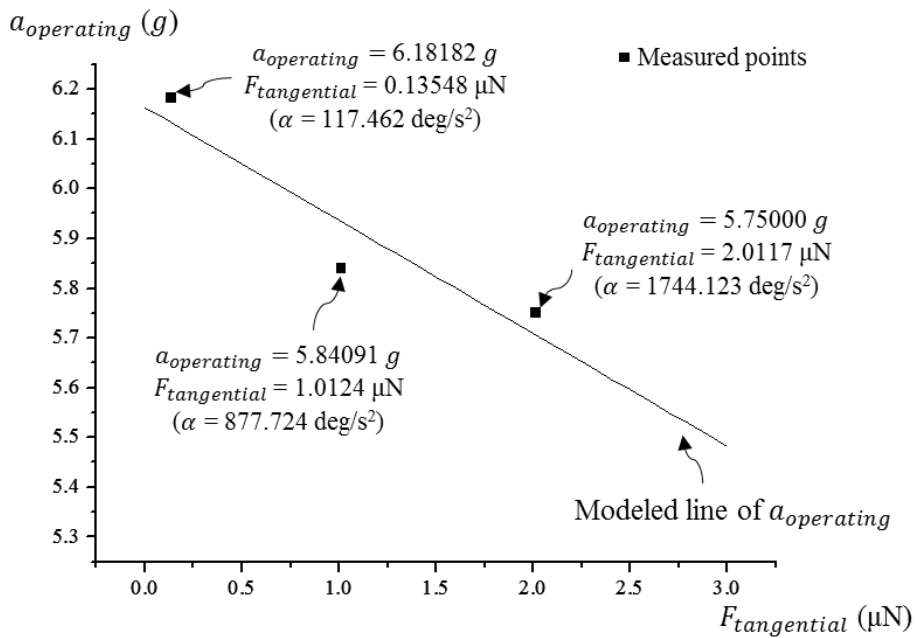 a_operating (g)
a_operating = 6.18182 g
F_tangential = 0.13548 μN
(α = 117.462 deg/s²)
■ Measured points
6.2
6.1
6.0
5.9
5.8
5.7
5.6
5.5
5.4
5.3
a_operating = 5.75000 g
F_tangential = 2.0117 μN
(α = 1744.123 deg/s²)
a_operating = 5.84091 g
F_tangential = 1.0124 μN
(α = 877.724 deg/s²)
Modeled line of a_operating
0.0 0.5 1.0 1.5 2.0 2.5 3.0
F_tangential (μN)